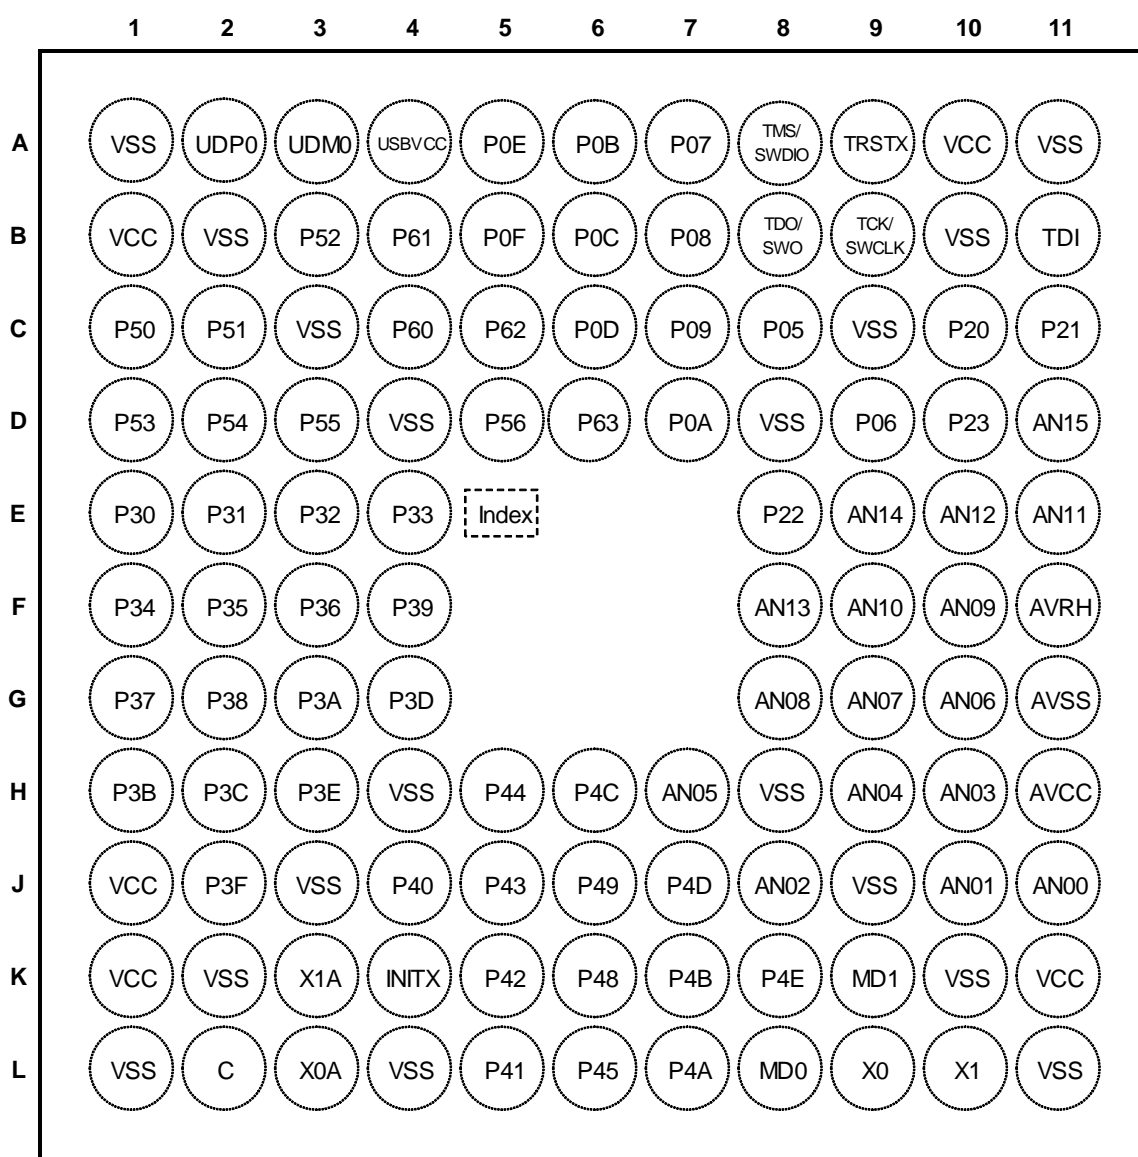 1 2 3 4 5 6 7 8 9 10 11
A VSS UDP0 UDM0 USBVCC P0E P0B P07 TMS/ SWDIO TRSTX VCC VSS
B VCC VSS P52 P61 P0F P0C P08 TDO/ SWO TCK/ SWCLK VSS TDI
C P50 P51 VSS P60 P62 P0D P09 P05 VSS P20 P21
D P53 P54 P55 VSS P56 P63 P0A VSS P06 P23 AN15
E P30 P31 P32 P33 Index P22 AN14 AN12 AN11
F P34 P35 P36 P39 AN13 AN10 AN09 AVRH
G P37 P38 P3A P3D AN08 AN07 AN06 AVSS
H P3B P3C P3E VSS P44 P4C AN05 VSS AN04 AN03 AVCC
J VCC P3F VSS P40 P43 P49 P4D AN02 VSS AN01 AN00
K VCC VSS X1A INITX P42 P48 P4B P4E MD1 VSS VCC
L VSS C X0A VSS P41 P45 P4A MD0 X0 X1 VSS